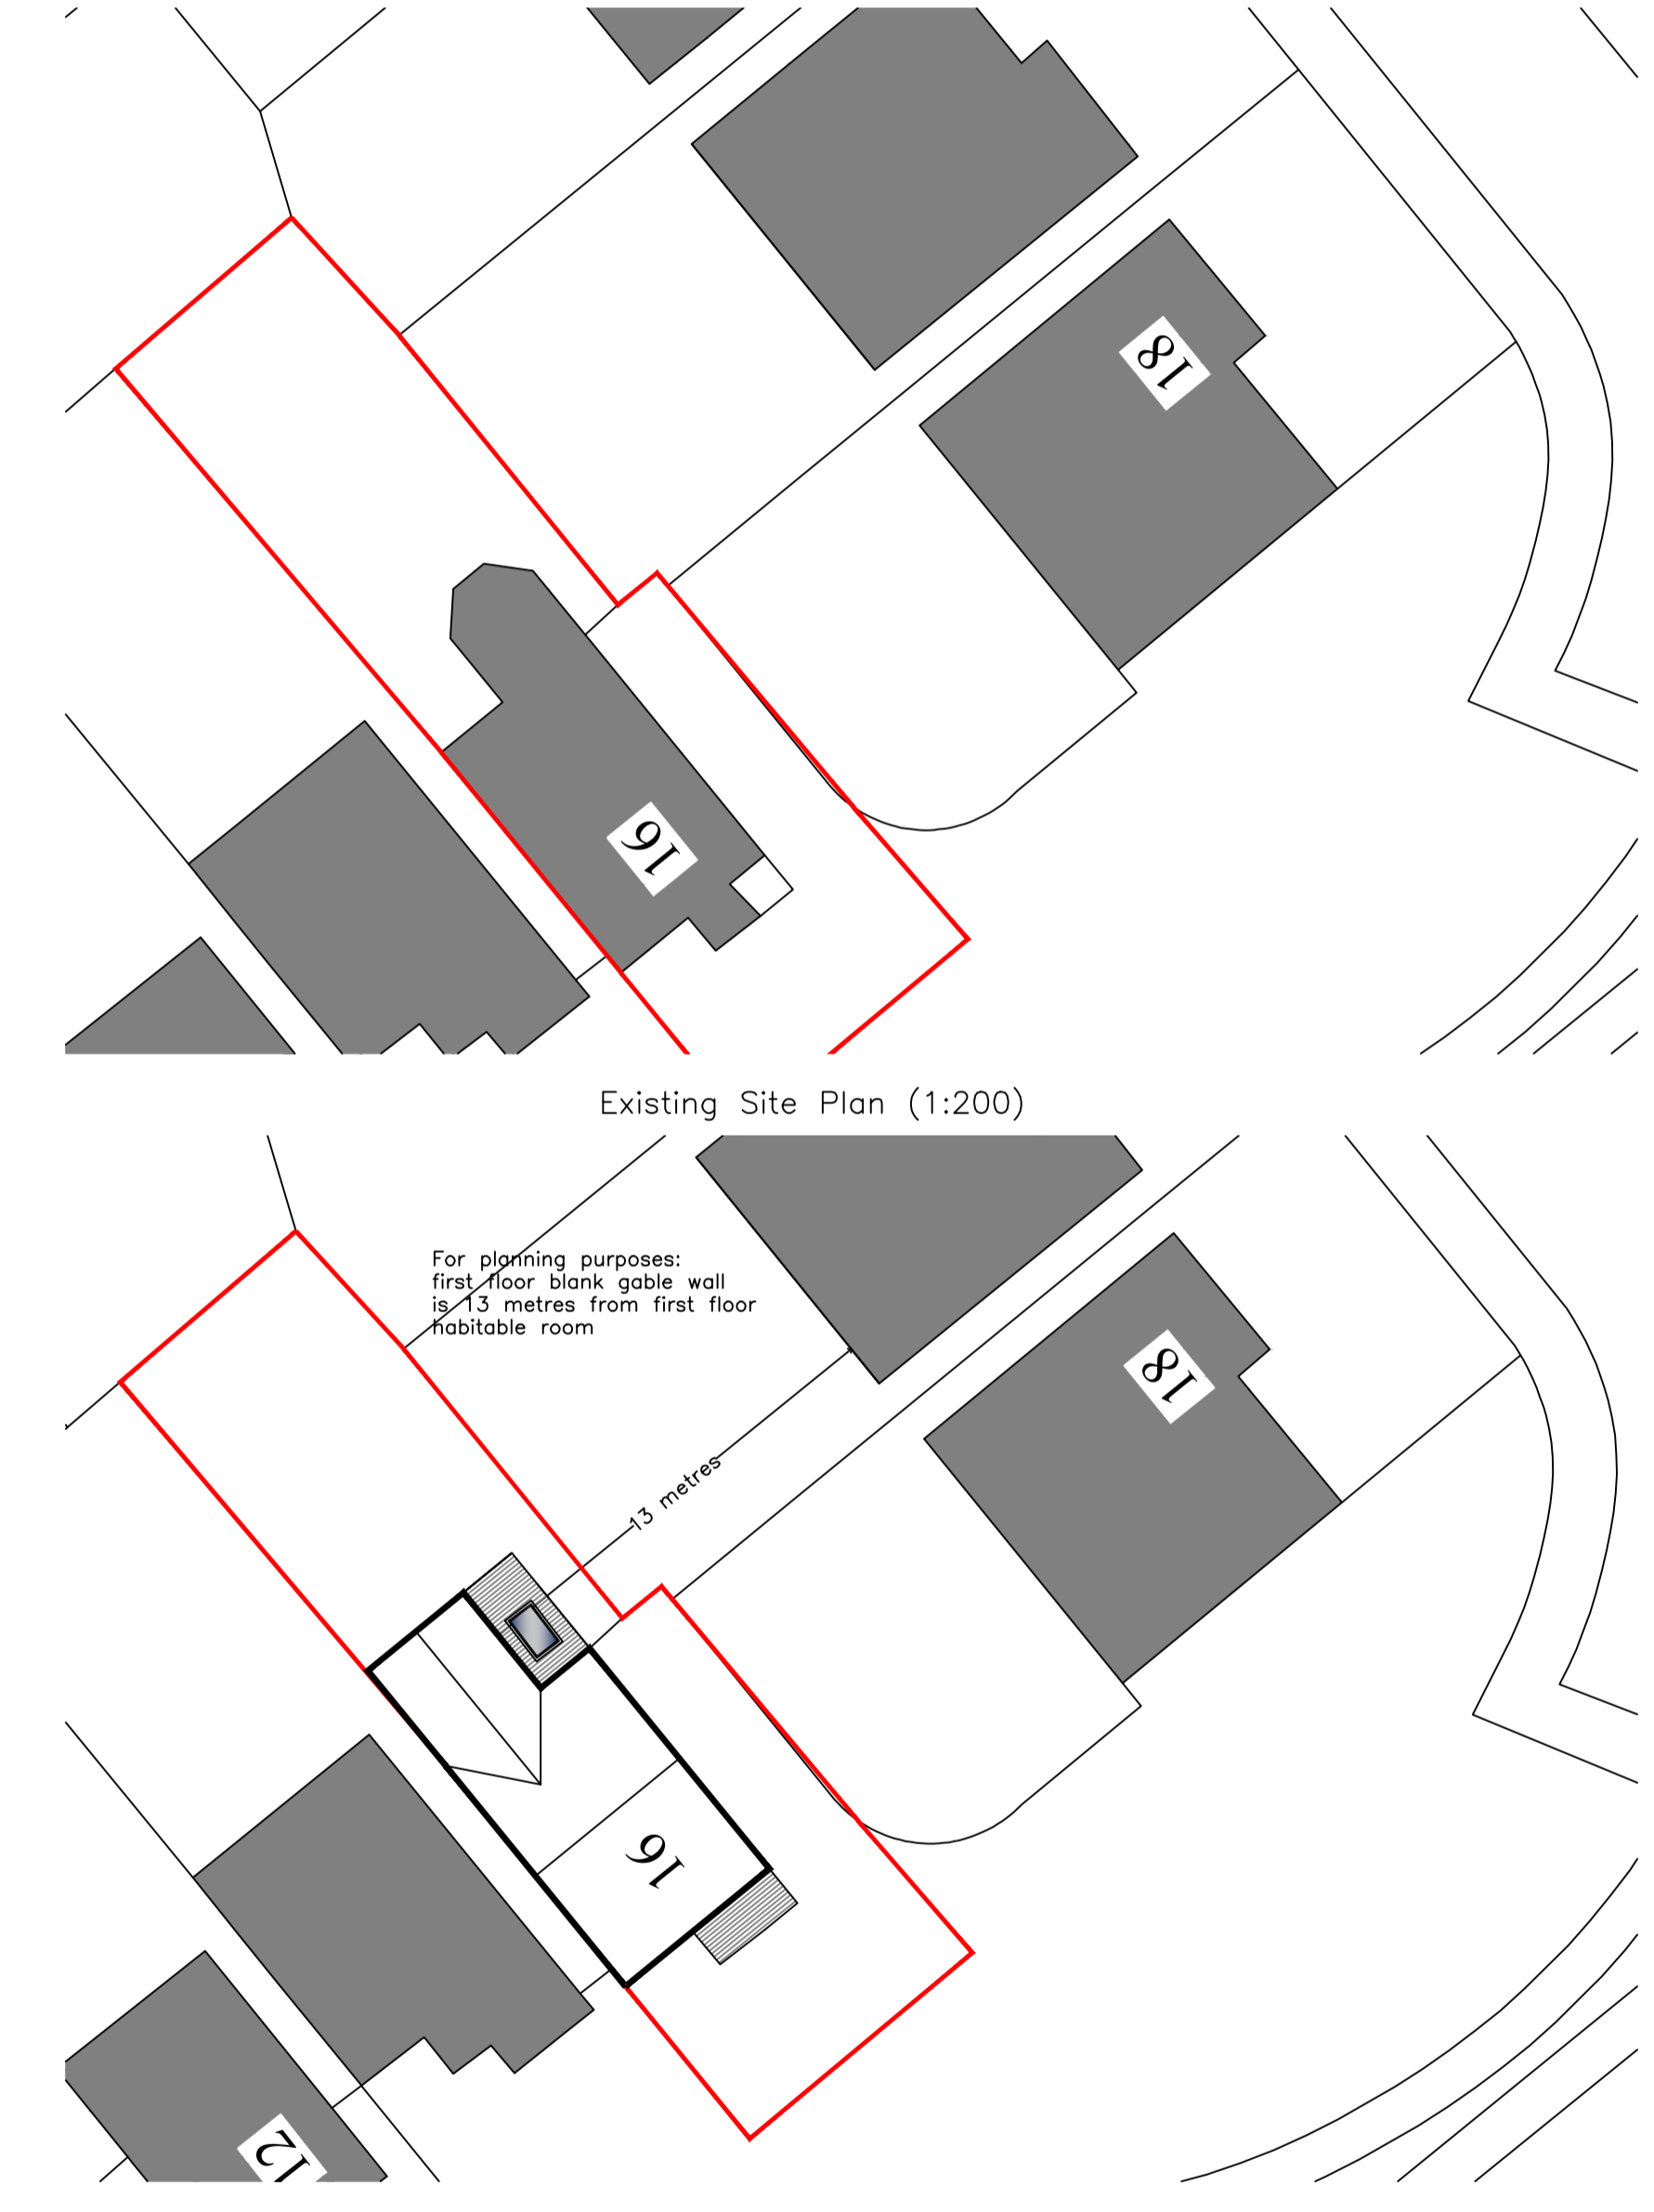 18
16
Existing Site Plan (1:200)
For planning purposes:
first floor blank gable wall
is 13 metres from first floor
habitable room
18
13 metres
16
12